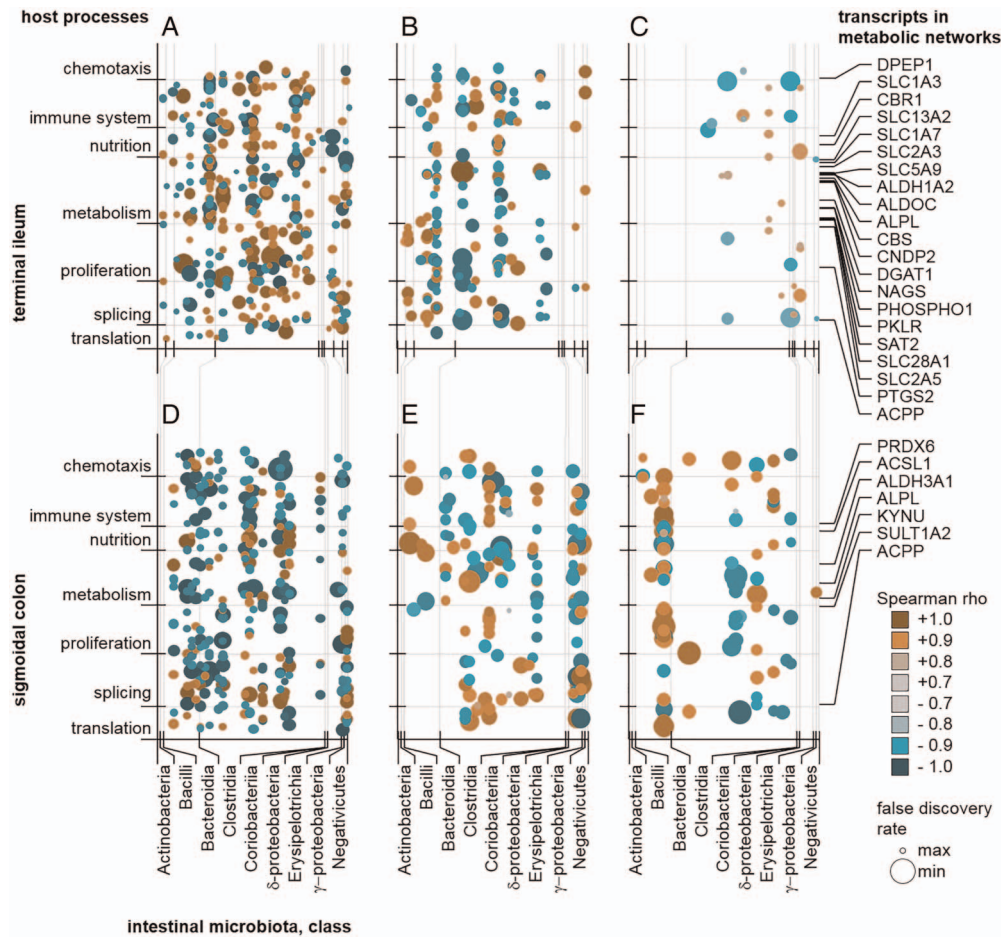 host processes
A
B
C
transcripts in
metabolic networks
terminal ileum
chemotaxis
immune system
nutrition
metabolism
proliferation
splicing
translation
DPEP1
SLC1A3
CBR1
SLC13A2
SLC1A7
SLC2A3
SLC5A9
ALDH1A2
ALDOC
ALPL
CBS
CNDP2
DGAT1
NAGS
PHOSPHO1
PKLR
SAT2
SLC28A1
SLC2A5
PTGS2
ACPP
D
E
F
sigmoidal colon
chemotaxis
immune system
nutrition
metabolism
proliferation
splicing
translation
PRDX6
ACSL1
ALDH3A1
ALPL
KYNU
SULT1A2
ACPP
Spearman rho
+1.0
+0.9
+0.8
+0.7
- 0.7
- 0.8
- 0.9
- 1.0
false discovery
rate
max
min
Actinobacteria
Bacilli
Bacteroidia
Clostridia
Coriobacteriia
δ-proteobacteria
Erysipelotrichia
γ-proteobacteria
Negativicutes
Actinobacteria
Bacilli
Bacteroidia
Clostridia
Coriobacteriia
δ-proteobacteria
Erysipelotrichia
γ-proteobacteria
Negativicutes
Actinobacteria
Bacilli
Bacteroidia
Clostridia
Coriobacteriia
δ-proteobacteria
Erysipelotrichia
γ-proteobacteria
Negativicutes
intestinal microbiota, class